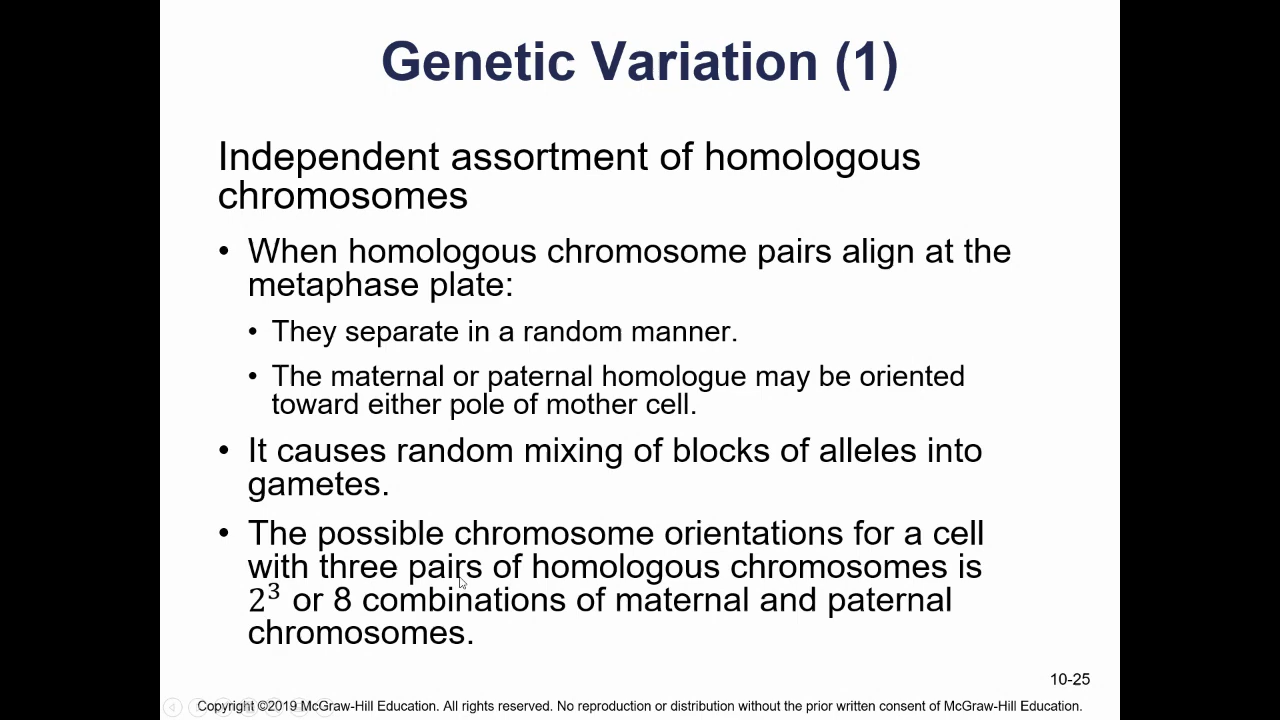 Genetic Variation (1)
Independent assortment of homologous
chromosomes
• When homologous chromosome pairs align at the
metaphase plate:
• They separate in a random manner.
• The maternal or paternal homologue may be oriented
toward either pole of mother cell.
• It causes random mixing of blocks of alleles into
gametes.
• The possible chromosome orientations for a cell
with three pairs of homologous chromosomes is
2³ or 8 combinations of maternal and paternal
chromosomes.
10-25
Copyright ©2019 McGraw-Hill Education. All rights reserved. No reproduction or distribution without the prior written consent of McGraw-Hill Education.